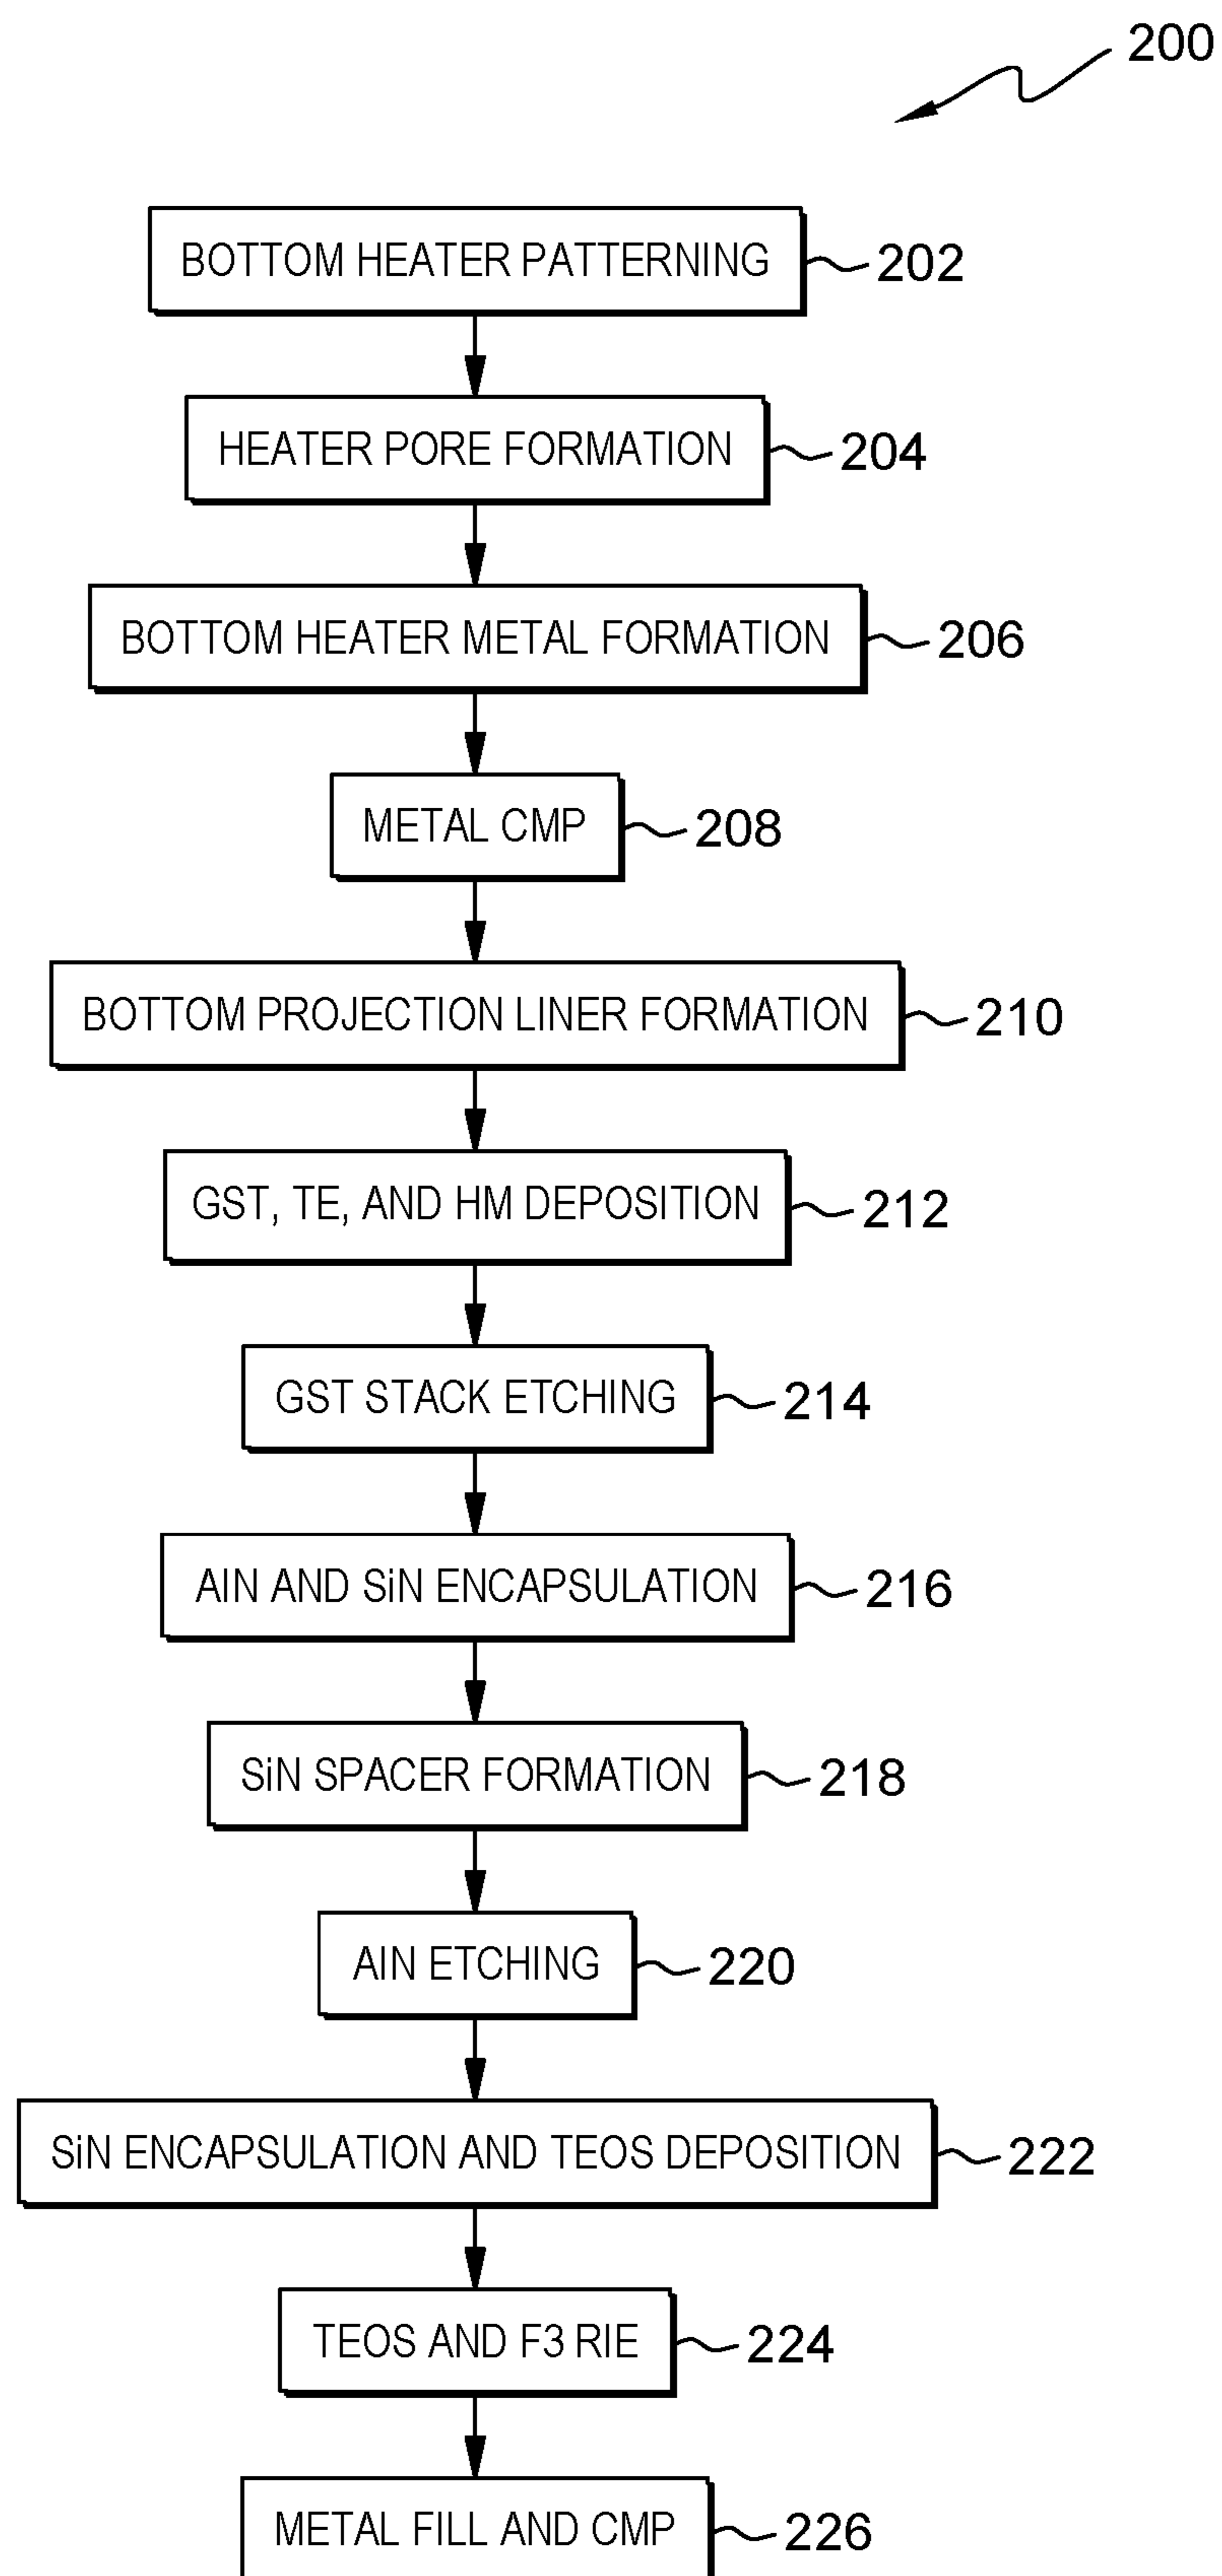 200
BOTTOM HEATER PATTERNING 202
HEATER PORE FORMATION 204
BOTTOM HEATER METAL FORMATION 206
METAL CMP 208
BOTTOM PROJECTION LINER FORMATION 210
GST, TE, AND HM DEPOSITION 212
GST STACK ETCHING 214
AlN AND SiN ENCAPSULATION 216
SiN SPACER FORMATION 218
AlN ETCHING 220
SiN ENCAPSULATION AND TEOS DEPOSITION 222
TEOS AND F3 RIE 224
METAL FILL AND CMP 226